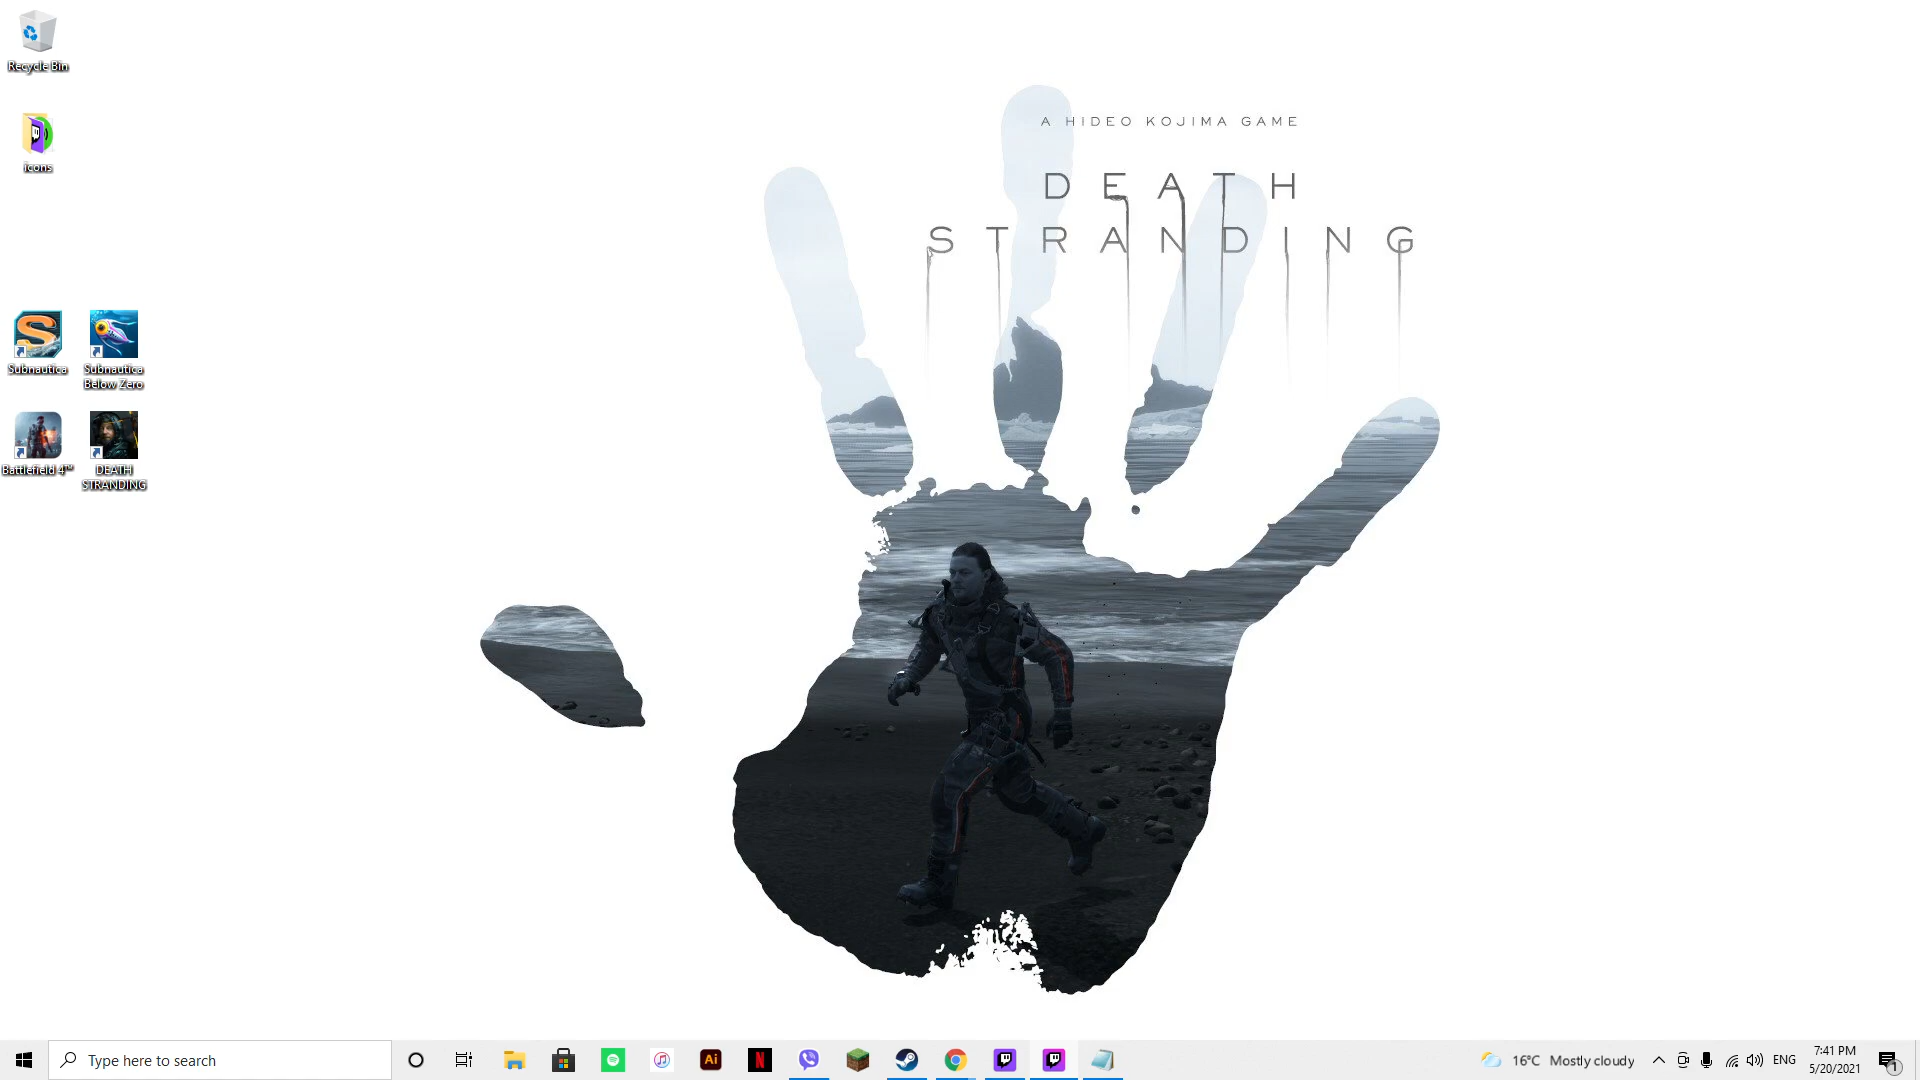 Recycle Bin
icons
Subnautica
Subnautica
Below Zero
Battlefield 4™
DEATH
STRANDING
A HIDEO KOJIMA GAME
DEATH
STRANDING
Type here to search
Ai
N
16°C Mostly cloudy
ENG
7:41 PM
5/20/2021
1